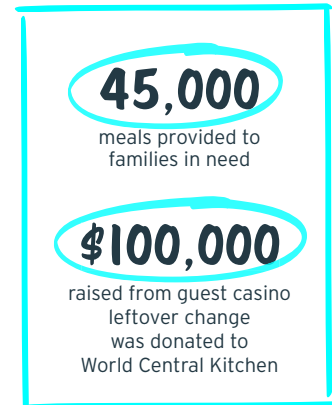 45,000
meals provided to
families in need
$100,000
raised from guest casino
leftover change
was donated to
World Central Kitchen